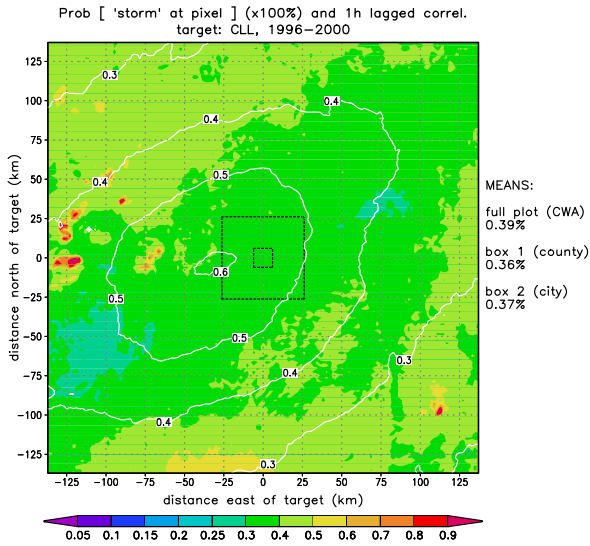 Prob [ 'storm' at pixel ] (x100%) and 1h lagged correl.
target: CLL, 1996−2000
distance north of target (km)
125
100
75
50
25
0
−25
−50
−75
−100
−125
0.3
0.4
0.4
0.4
0.5
0.6
0.5
0.5
0.4
0.3
0.4
0.3
MEANS:
full plot (CWA)
0.39%
box 1 (county)
0.36%
box 2 (city)
0.37%
−125 −100 −75 −50 −25 0 25 50 75 100 125
distance east of target (km)
0.05 0.1 0.15 0.2 0.25 0.3 0.4 0.5 0.6 0.7 0.8 0.9